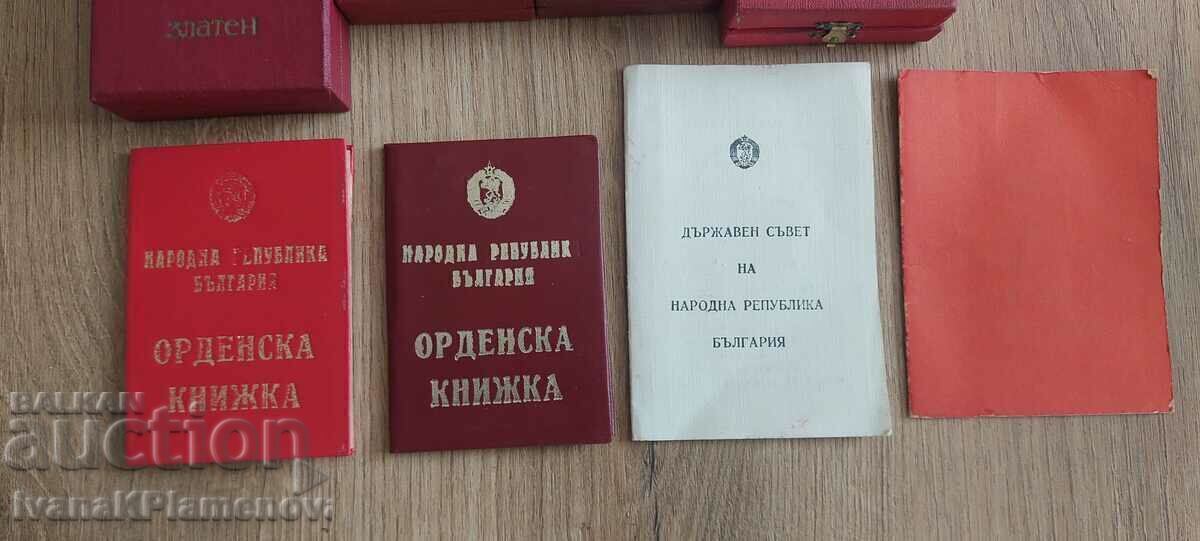 ЗЛАТЕН
НАРОДНА РЕПУБЛИКА
БЪЛГАРИЯ
ОРДЕНСКА
КНИЖКА
НАРОДНА РЕПУБЛИК
БЪЛГАРИЯ
ОРДЕНСКА
КНИЖКА
ДЪРЖАВЕН СЪВЕТ
НА
НАРОДНА РЕПУБЛИКА
БЪЛГАРИЯ
BALKAN
auction
IvanaKPlamenova